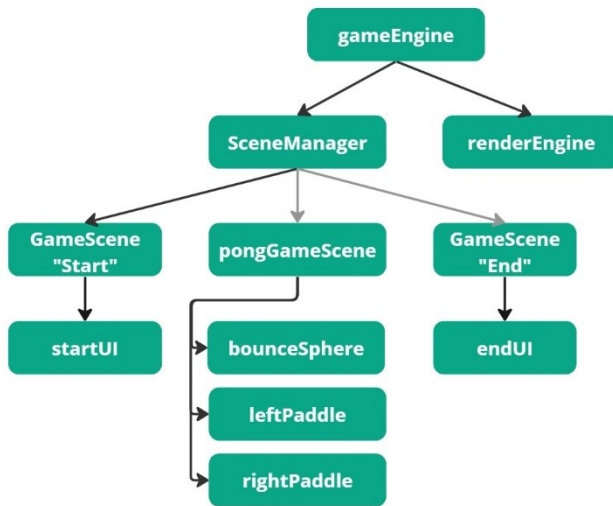 gameEngine
SceneManager
renderEngine
GameScene
"Start"
pongGameScene
GameScene
"End"
startUI
bounceSphere
endUI
leftPaddle
rightPaddle